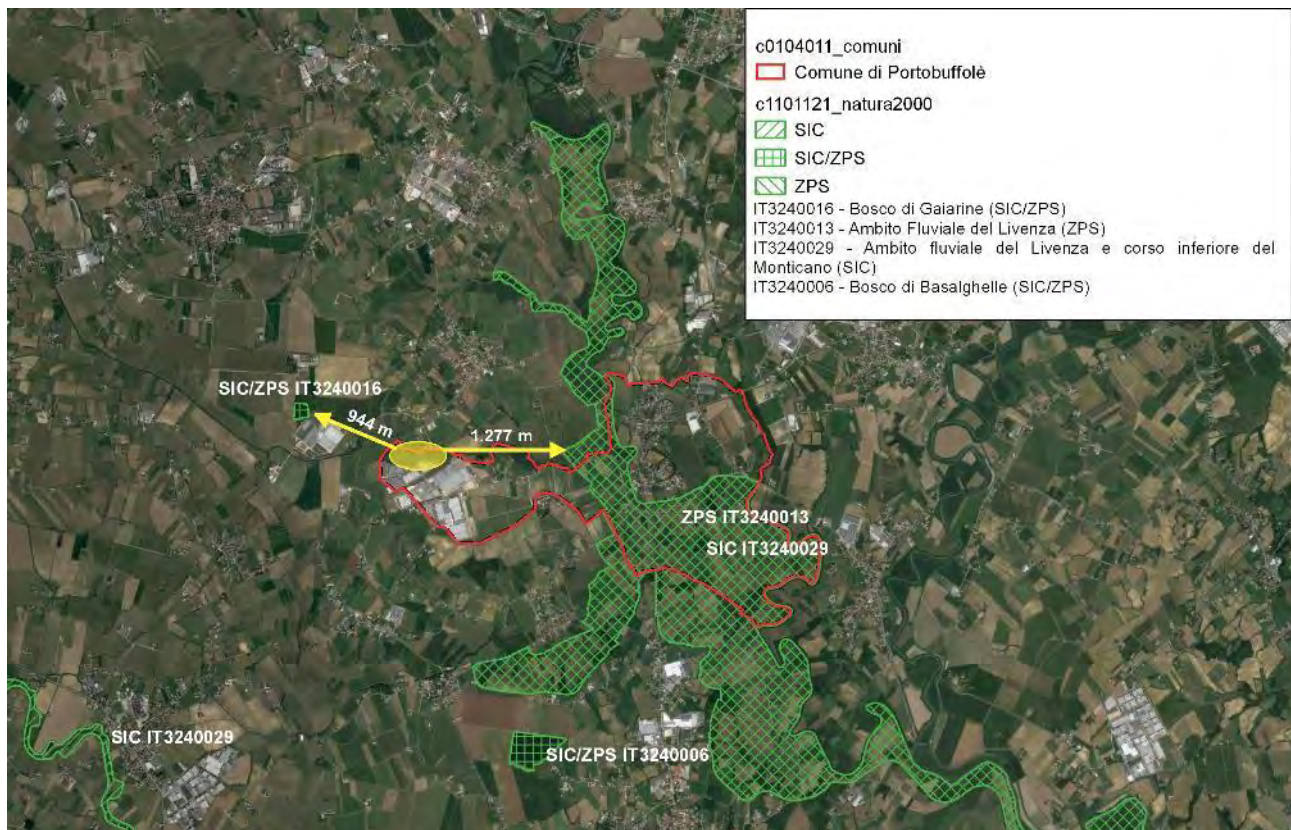 c0104011_comuni
Comune di Portobuffolè
c1101121_natura2000
SIC
SIC/ZPS
ZPS
IT3240016 - Bosco di Gaiarine (SIC/ZPS)
IT3240013 - Ambito Fluviale del Livenza (ZPS)
IT3240029 - Ambito fluviale del Livenza e corso inferiore del
Monticano (SIC)
IT3240006 - Bosco di Basalghelle (SIC/ZPS)
SIC/ZPS IT3240016
944 m
1.277 m
ZPS IT3240013
SIC IT3240029
SIC IT3240029
SIC/ZPS IT3240006